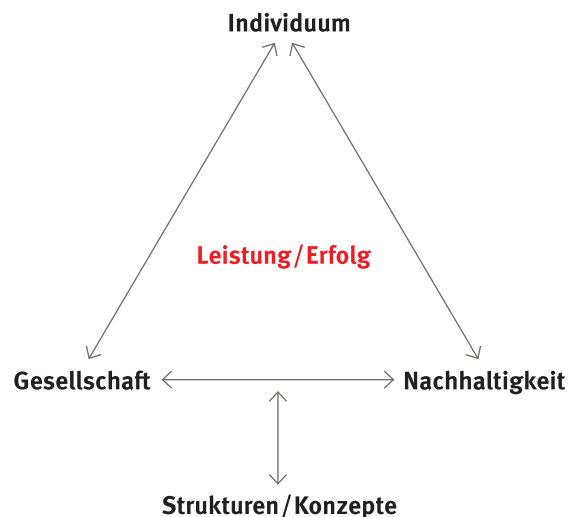 Individuum
Leistung/Erfolg
Gesellschaft
Nachhaltigkeit
Strukturen/Konzepte